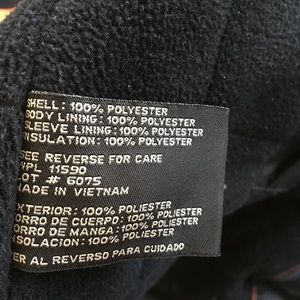 SHELL: 100% POLYESTER
BODY LINING: 100% POLYESTER
SLEEVE LINING: 100% POLYESTER
INSULATION: 100% POLYESTER
SEE REVERSE FOR CARE
WPL 11590
LOT # 6075
MADE IN VIETNAM
EXTERIOR: 100% POLIESTER
FORRO DE CUERPO: 100% POLIESTER
FORRO DE MANGA: 100% POLIESTER
INSOLACION: 100% POLIESTER
VER AL REVERSO PARA CUIDADO